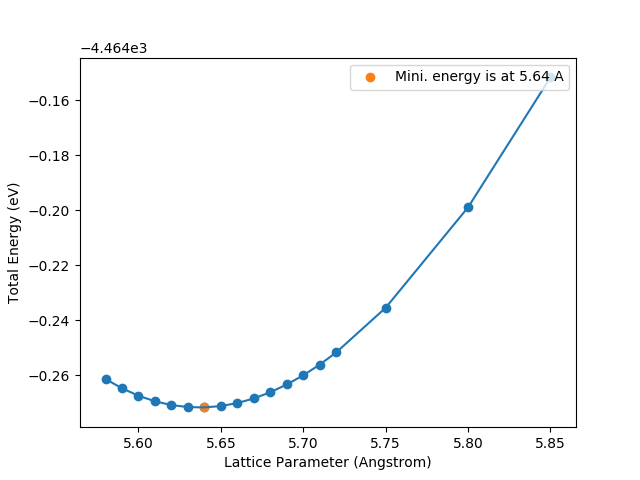 −4.464e3
Mini. energy is at 5.64 A
−0.16
−0.18
−0.20
−0.22
−0.24
−0.26
Total Energy (eV)
5.60 5.65 5.70 5.75 5.80 5.85
Lattice Parameter (Angstrom)